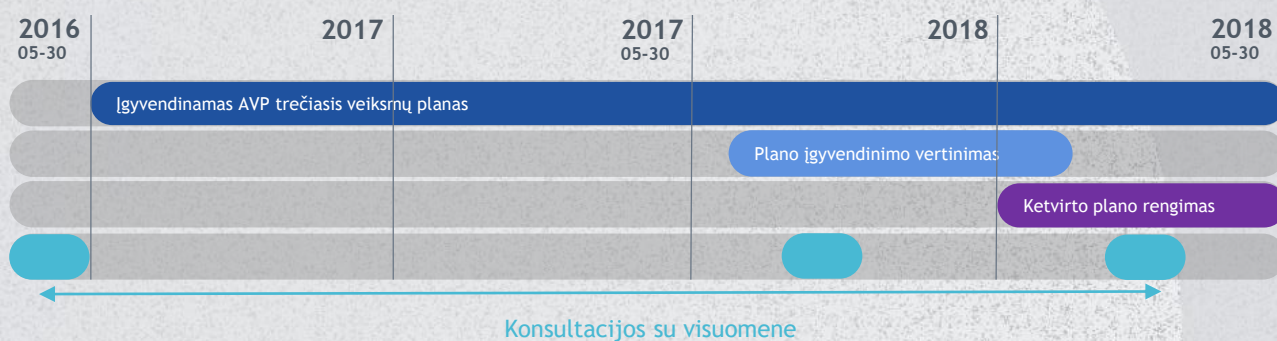 2016
05-30
2017
2017
05-30
2018
2018
05-30
Įgyvendinamas AVP trečiasis veiksmų planas
Plano įgyvendinimo vertinimas
Ketvirto plano rengimas
Konsultacijos su visuomene